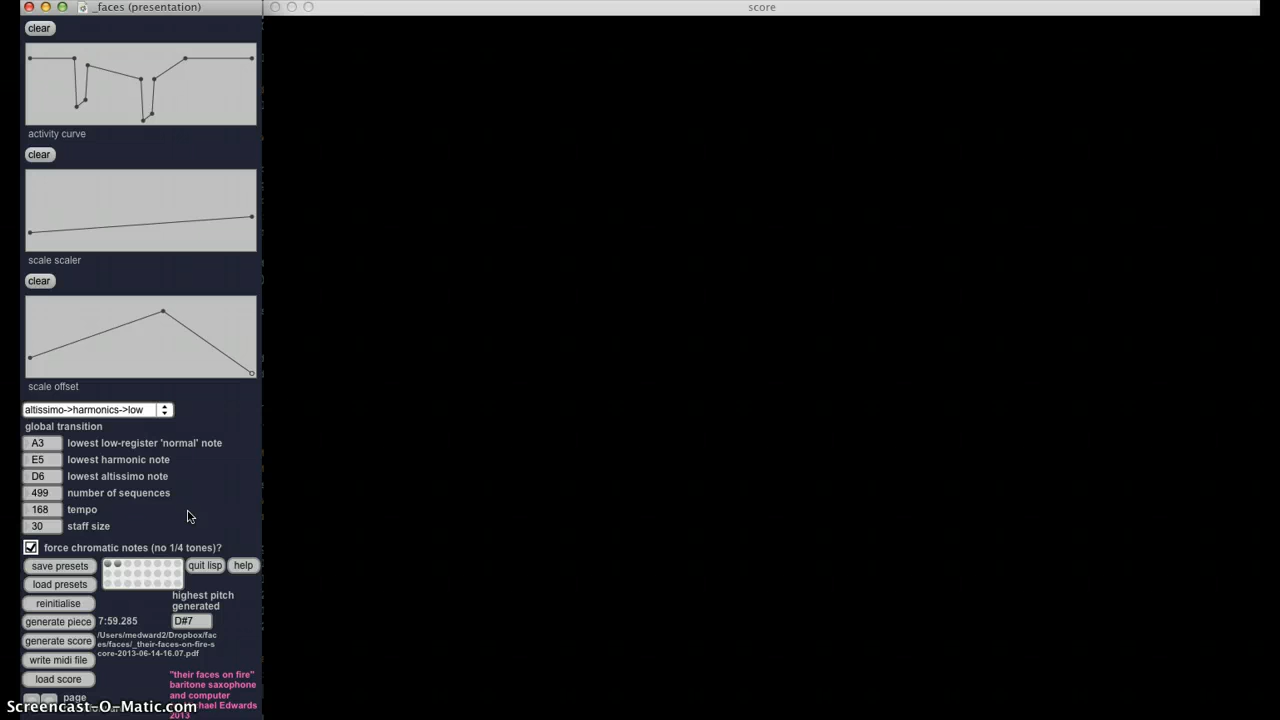 _faces (presentation)
score
clear
activity curve
clear
scale scaler
clear
scale offset
altissimo->harmonics->low
global transition
A3 lowest low-register 'normal' note
E5 lowest harmonic note
D6 lowest altissimo note
499 number of sequences
168 tempo
30 staff size
force chromatic notes (no 1/4 tones)?
save presets
quit lisp
help
load presets
reinitialise
highest pitch
generated
generate piece
7:59.285
D#7
generate score
/Users/medward2/Dropbox/fac
es/faces/_their-faces-on-fire-s
core-2013-06-14-16.07.pdf
write midi file
load score
"their faces on fire"
baritone saxophone
and computer
hael Edwards
2013
page
Screencast-O-Matic.com